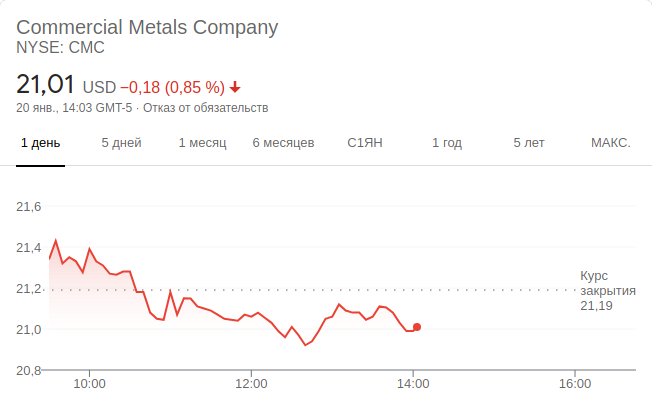 Commercial Metals Company
NYSE: CMC
21,01 USD −0,18 (0,85 %)
20 янв., 14:03 GMT-5 · Отказ от обязательств
1 день 5 дней 1 месяц 6 месяцев С1ЯН 1 год 5 лет МАКС.
21,6
21,4
21,2
21,0
20,8
Курс
закрытия
21,19
10:00 12:00 14:00 16:00